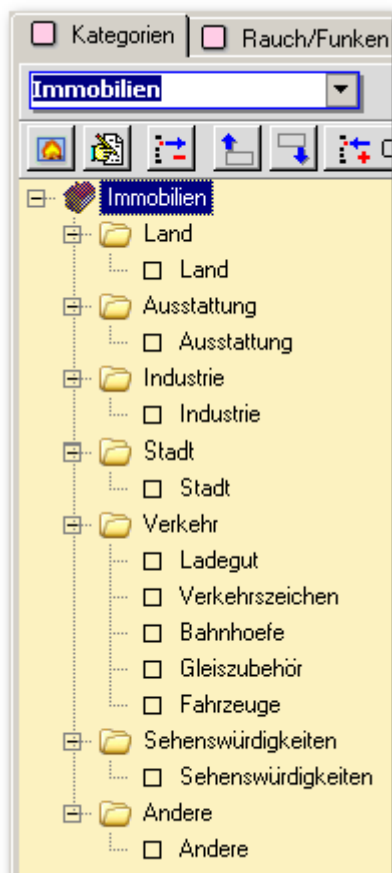 Kategorien Rauch/Funken
Immobilien
Immobilien
Land
Land
Ausstattung
Ausstattung
Industrie
Industrie
Stadt
Stadt
Verkehr
Ladegut
Verkehrszeichen
Bahnhoefe
Gleiszubehör
Fahrzeuge
Sehenswürdigkeiten
Sehenswürdigkeiten
Andere
Andere